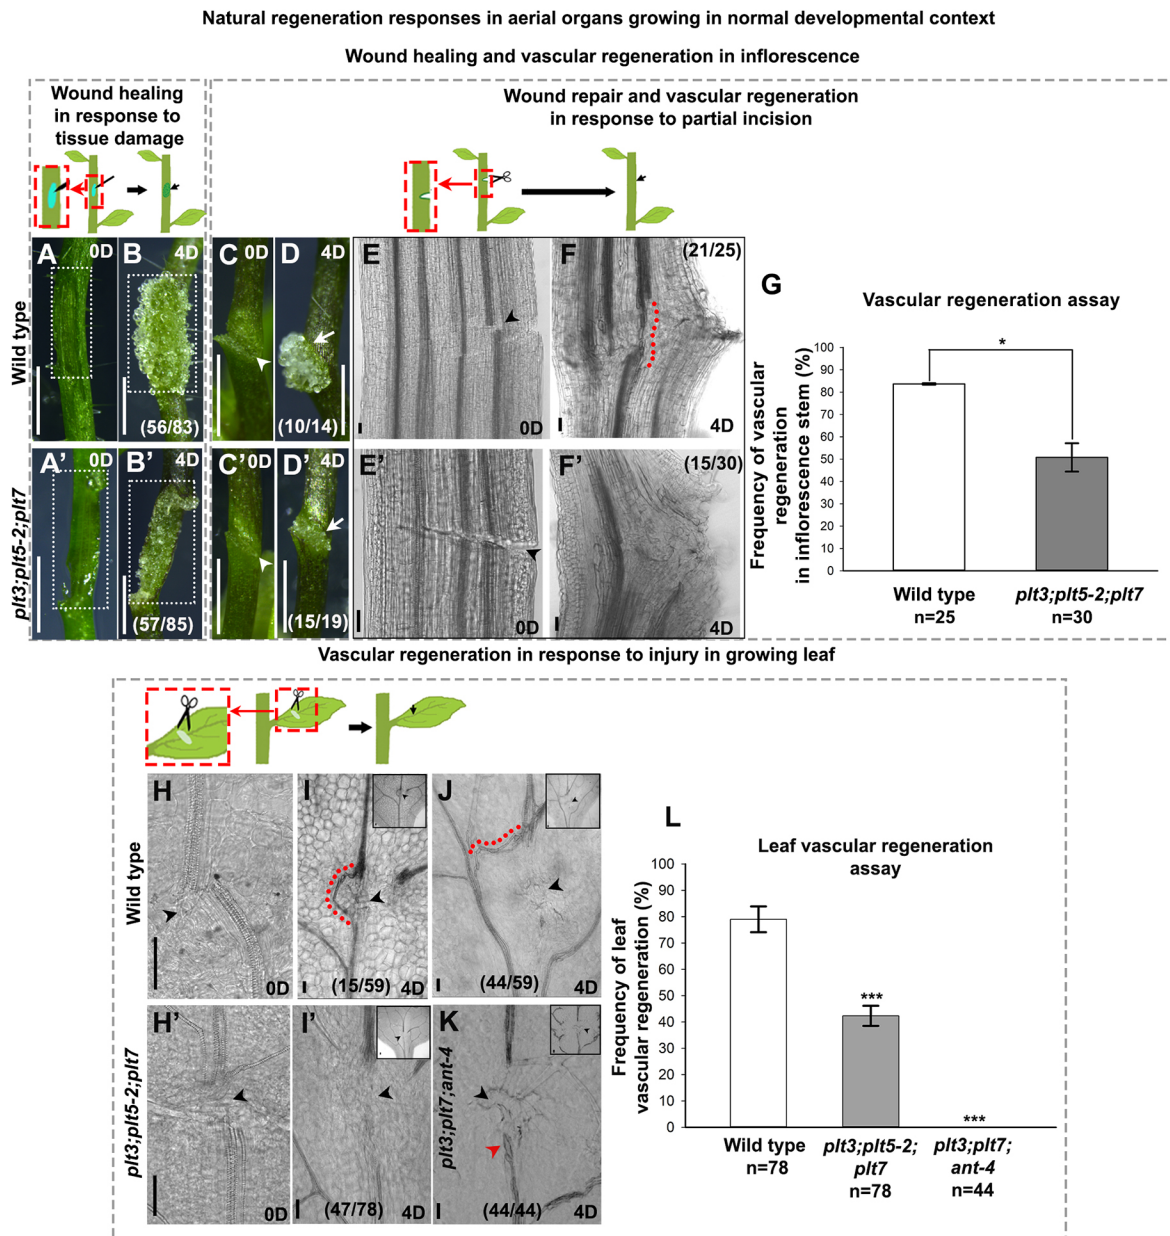 Natural regeneration responses in aerial organs growing in normal developmental context
Wound healing and vascular regeneration in inflorescence
Wound healing
in response to
tissue damage
Wound repair and vascular regeneration
in response to partial incision
Wild type
A
0D
B
4D
(56/83)
C
0D
D
4D
(10/14)
E
0D
F
(21/25)
4D
plt3;plt5-2;plt7
A'
0D
B'
4D
(57/85)
C'
0D
D'
4D
(15/19)
E'
0D
F'
(15/30)
4D
G
Vascular regeneration assay
Frequency of vascular
regeneration
in inflorescence stem (%)
100
90
80
70
60
50
40
30
20
10
0
*
Wild type
n=25
plt3;plt5-2;plt7
n=30
Vascular regeneration in response to injury in growing leaf
Wild type
H
0D
I
(15/59)
4D
J
(44/59)
4D
plt3;plt5-2;plt7
H'
0D
I'
(47/78)
4D
K
plt3;plt7;ant-4
(44/44)
4D
L
Leaf vascular regeneration
assay
Frequency of leaf
vascular regeneration (%)
100
90
80
70
60
50
40
30
20
10
0
***
***
Wild type
n=78
plt3;plt5-2;
plt7
n=78
plt3;plt7;
ant-4
n=44